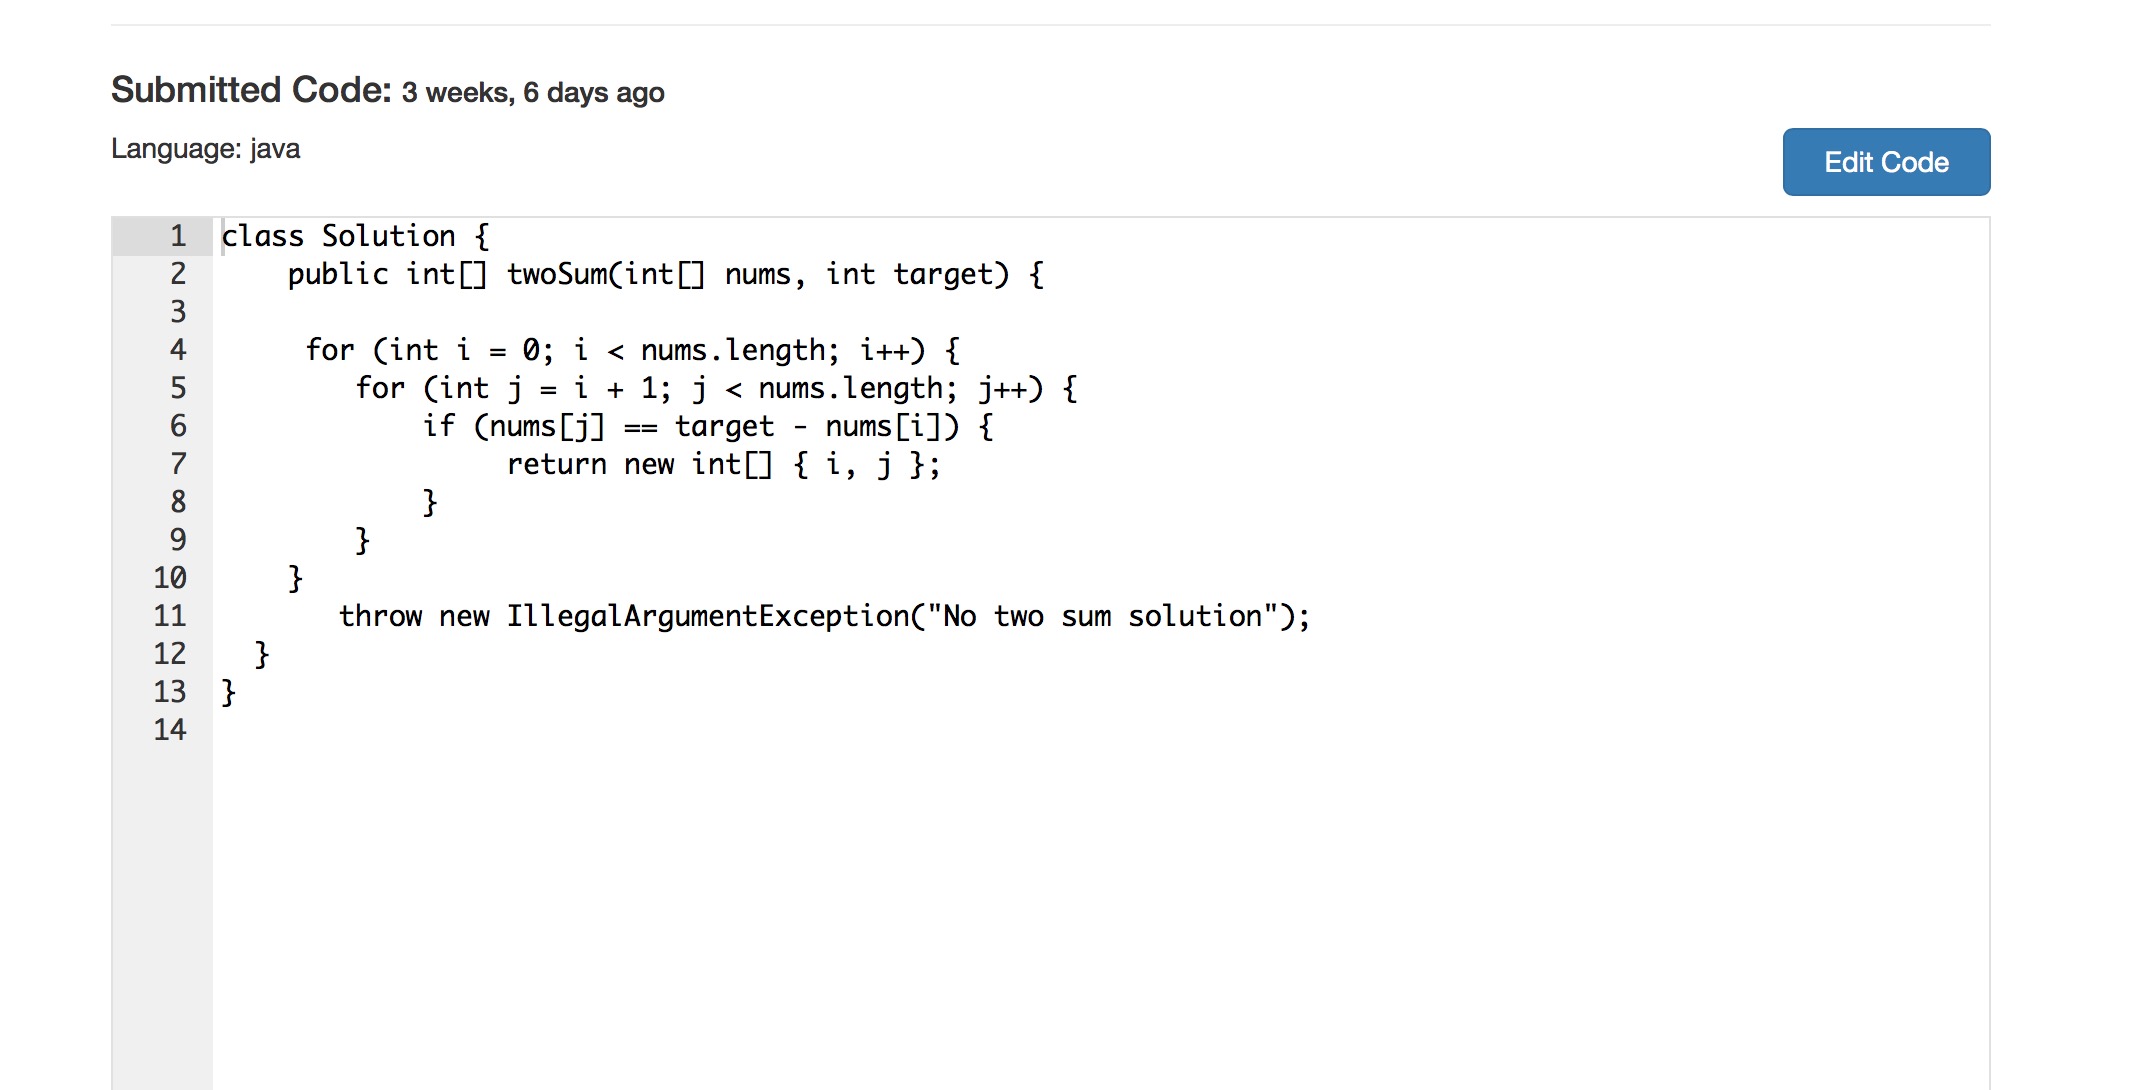 Submitted Code: 3 weeks, 6 days ago
Language: java
Edit Code
1 class Solution {
2     public int[] twoSum(int[] nums, int target) {
3
4      for (int i = 0; i < nums.length; i++) {
5         for (int j = i + 1; j < nums.length; j++) {
6             if (nums[j] == target - nums[i]) {
7                  return new int[] { i, j };
8             }
9         }
10     }
11        throw new IllegalArgumentException("No two sum solution");
12   }
13 }
14